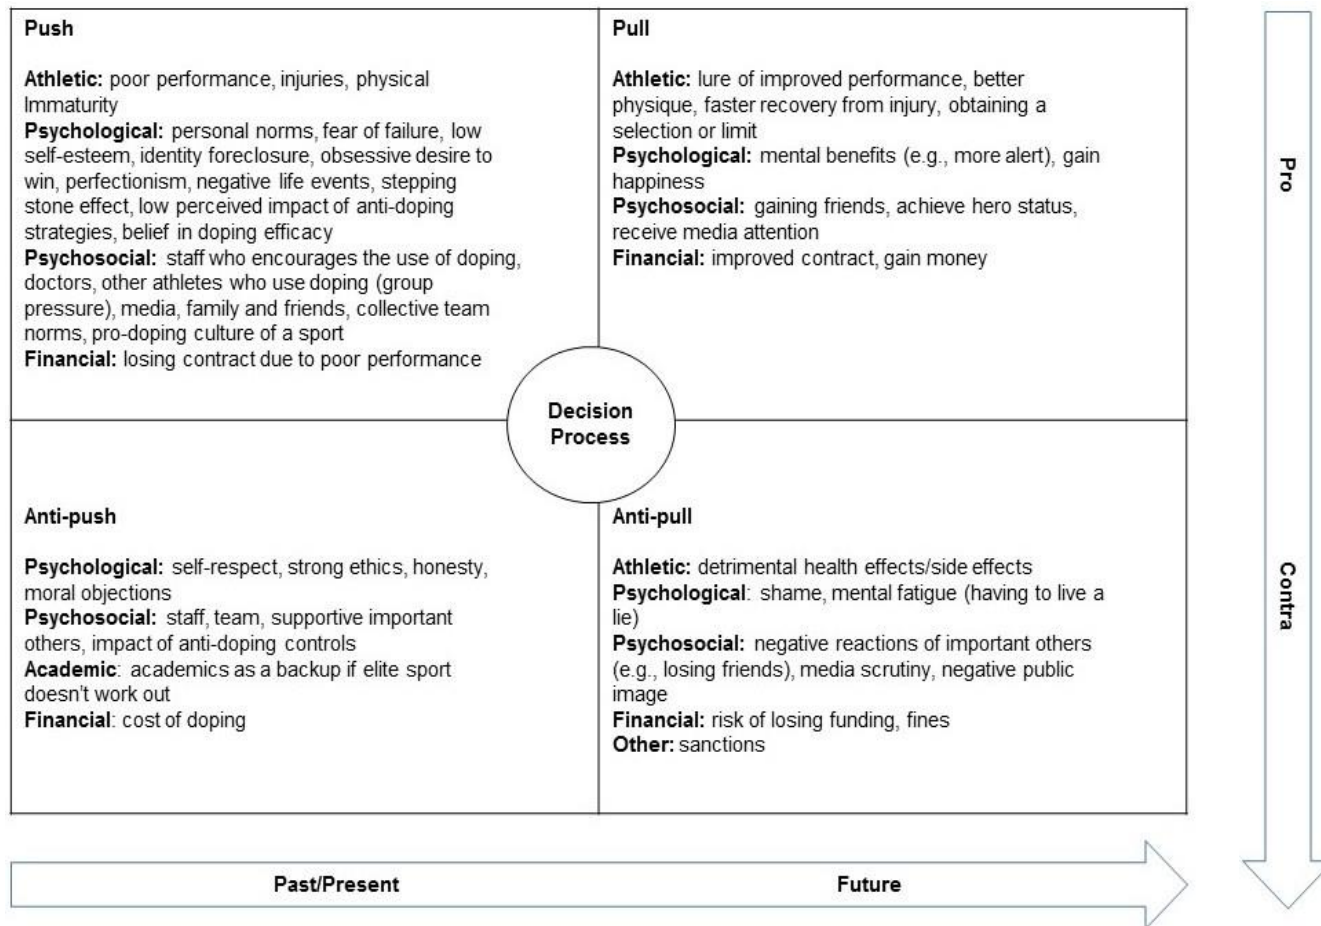 Push
Athletic: poor performance, injuries, physical
Immaturity
Psychological: personal norms, fear of failure, low
self-esteem, identity foreclosure, obsessive desire to
win, perfectionism, negative life events, stepping
stone effect, low perceived impact of anti-doping
strategies, belief in doping efficacy
Psychosocial: staff who encourages the use of doping,
doctors, other athletes who use doping (group
pressure), media, family and friends, collective team
norms, pro-doping culture of a sport
Financial: losing contract due to poor performance
Pull
Athletic: lure of improved performance, better
physique, faster recovery from injury, obtaining a
selection or limit
Psychological: mental benefits (e.g., more alert), gain
happiness
Psychosocial: gaining friends, achieve hero status,
receive media attention
Financial: improved contract, gain money
Decision
Process
Anti-push
Psychological: self-respect, strong ethics, honesty,
moral objections
Psychosocial: staff, team, supportive important
others, impact of anti-doping controls
Academic: academics as a backup if elite sport
doesn't work out
Financial: cost of doping
Anti-pull
Athletic: detrimental health effects/side effects
Psychological: shame, mental fatigue (having to live a
lie)
Psychosocial: negative reactions of important others
(e.g., losing friends), media scrutiny, negative public
image
Financial: risk of losing funding, fines
Other: sanctions
Pro
Contra
Past/Present
Future